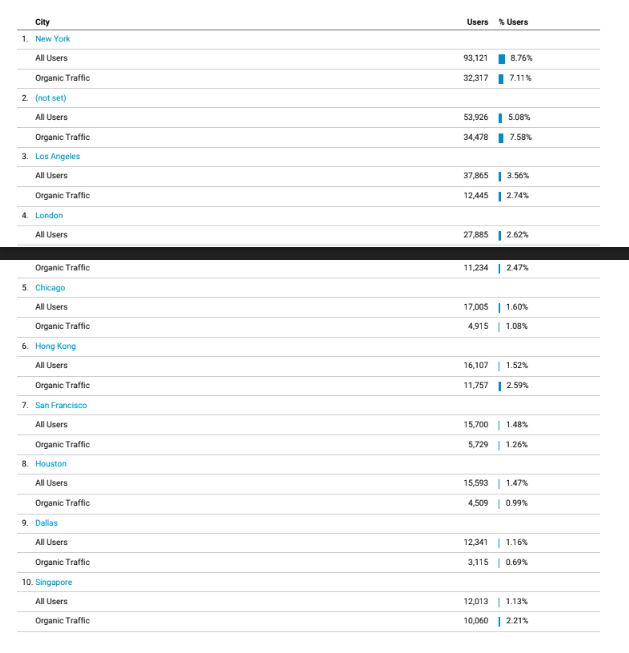 City Users % Users
1. New York
All Users 93,121 8.76%
Organic Traffic 32,317 7.11%
2. (not set)
All Users 53,926 5.08%
Organic Traffic 34,478 7.58%
3. Los Angeles
All Users 37,865 3.56%
Organic Traffic 12,445 2.74%
4. London
All Users 27,885 2.62%
Organic Traffic 11,234 2.47%
5. Chicago
All Users 17,005 1.60%
Organic Traffic 4,915 1.08%
6. Hong Kong
All Users 16,107 1.52%
Organic Traffic 11,757 2.59%
7. San Francisco
All Users 15,700 1.48%
Organic Traffic 5,729 1.26%
8. Houston
All Users 15,593 1.47%
Organic Traffic 4,509 0.99%
9. Dallas
All Users 12,341 1.16%
Organic Traffic 3,115 0.69%
10. Singapore
All Users 12,013 1.13%
Organic Traffic 10,060 2.21%